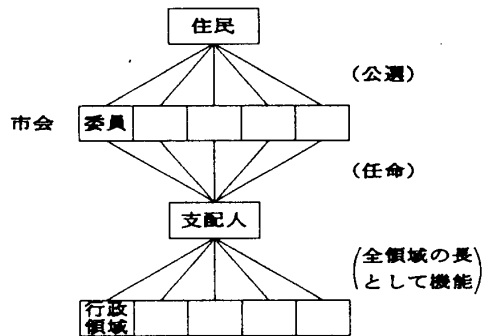 住民
(公選)
市会
委員
(任命)
支配人
(全領域の長
として機能)
行政
領域